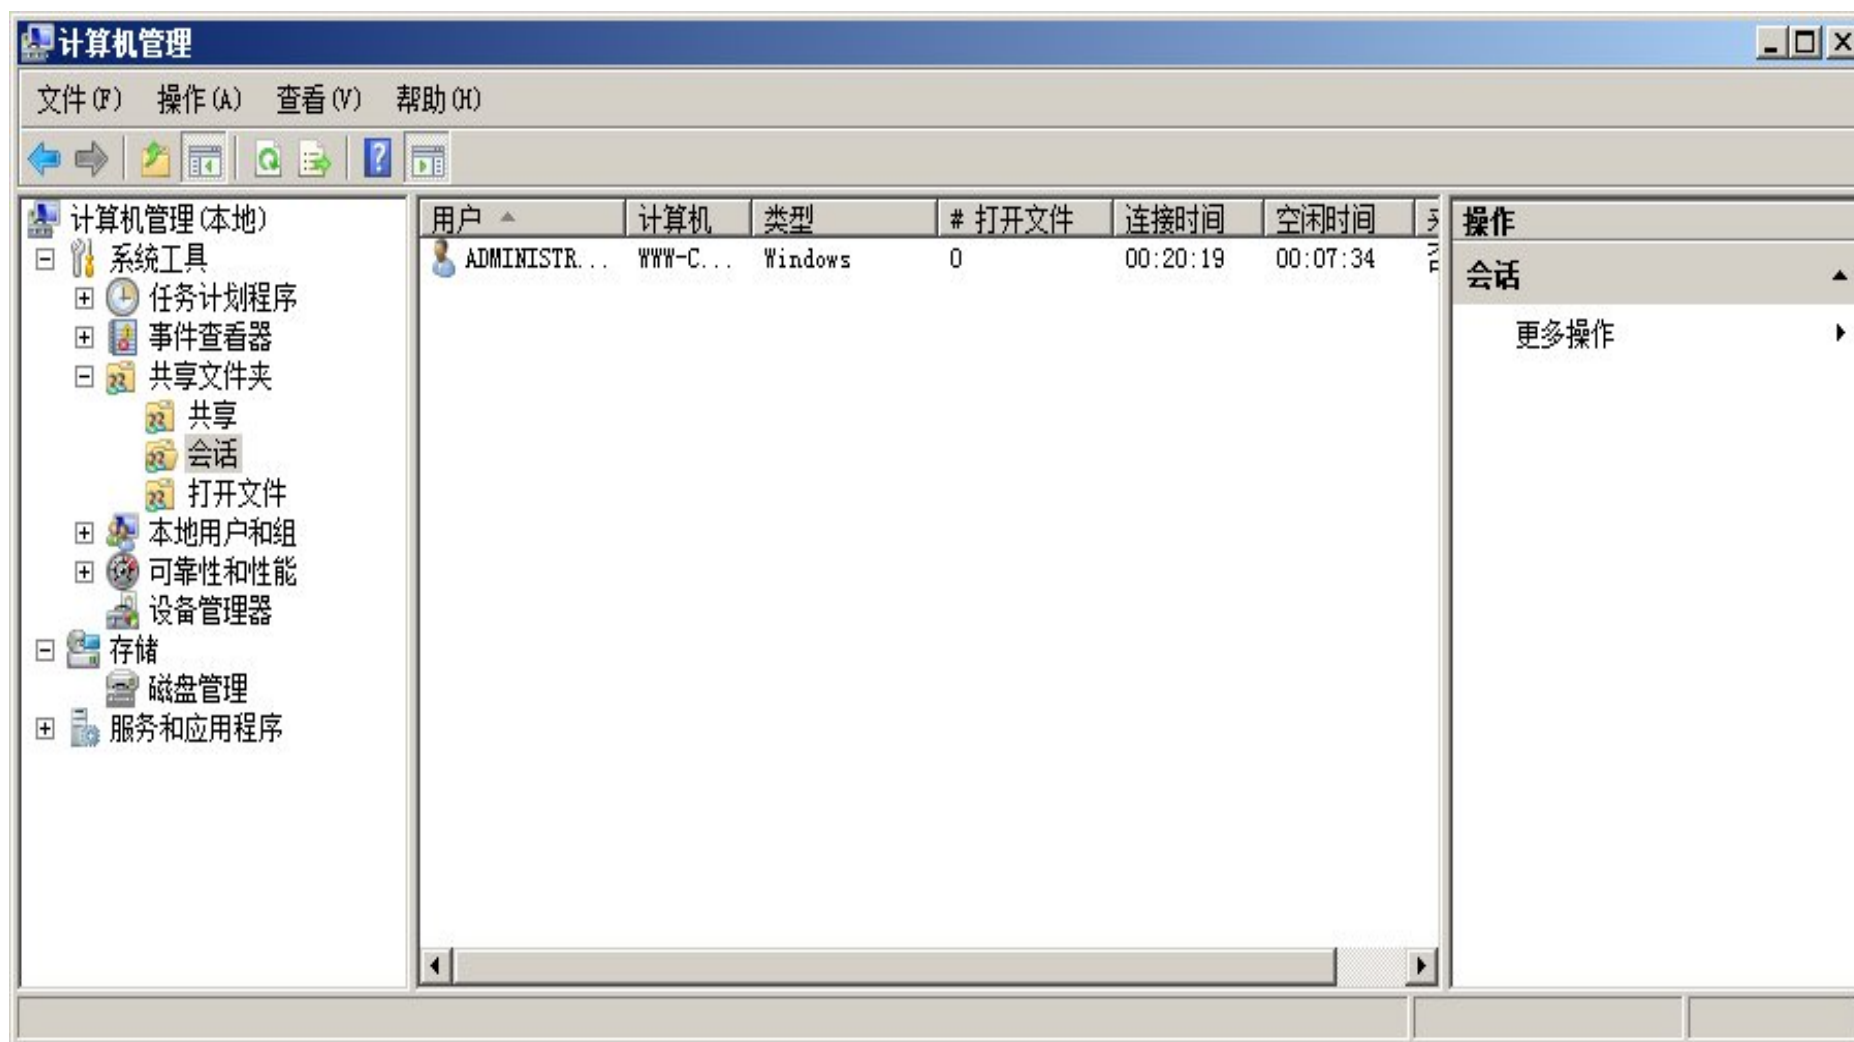 计算机管理
文件(F) 操作(A) 查看(V) 帮助(H)
计算机管理(本地)
系统工具
任务计划程序
事件查看器
共享文件夹
共享
会话
打开文件
本地用户和组
可靠性和性能
设备管理器
存储
磁盘管理
服务和应用程序
用户 计算机 类型 # 打开文件 连接时间 空闲时间
ADMINISTR... WWW-C... Windows 0 00:20:19 00:07:34
操作
会话
更多操作